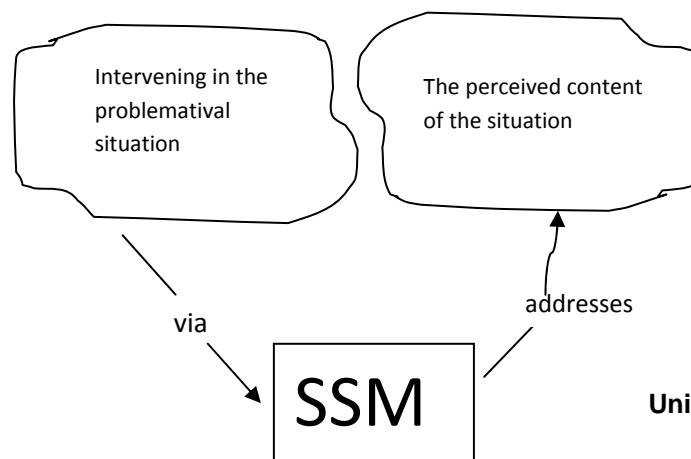 Intervening in the
problematival
situation
The perceived content
of the situation
via
addresses
SSM
Uni